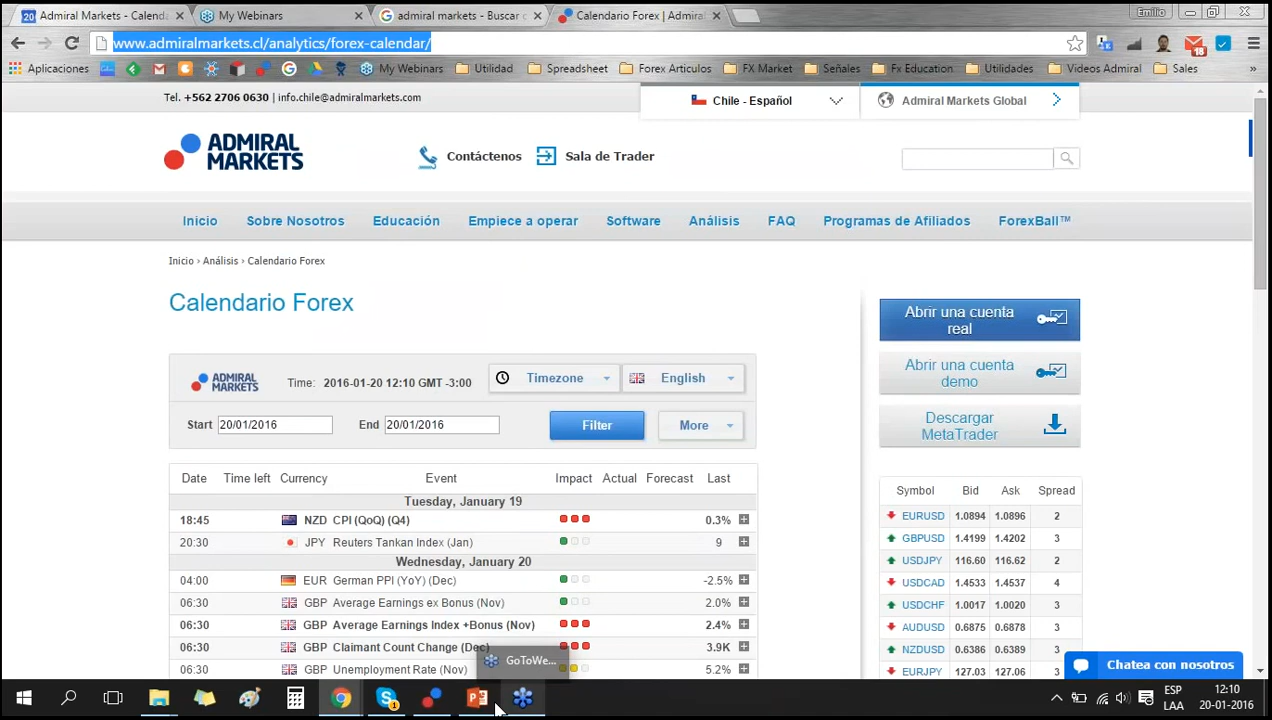 Admiral Markets - Calenda
My Webinars
admiral markets - Buscar c
Calendario Forex | Admira
Emilio
www.admiralmarkets.cl/analytics/forex-calendar/
18
Aplicaciones
My Webinars
Utilidad
Spreadsheet
Forex Articulos
FX Market
Señales
Fx Education
Utilidades
Videos Admiral
Sales
»
Tel. +562 2706 0630 | info.chile@admiralmarkets.com
Chile - Español
Admiral Markets Global
ADMIRAL
MARKETS
Contáctenos
Sala de Trader
Inicio Sobre Nosotros Educación Empiece a operar Software Análisis FAQ Programas de Afiliados ForexBall™
Inicio › Análisis › Calendario Forex
Calendario Forex
Abrir una cuenta
real
Abrir una cuenta
demo
Descargar
MetaTrader
ADMIRAL
MARKETS
Time: 2016-01-20 12:10 GMT -3:00
Timezone
English
Start 20/01/2016 End 20/01/2016 Filter More
Date Time left Currency Event Impact Actual Forecast Last
Tuesday, January 19
18:45 NZD CPI (QoQ) (Q4) 0.3%
20:30 JPY Reuters Tankan Index (Jan) 9
Wednesday, January 20
04:00 EUR German PPI (YoY) (Dec) -2.5%
06:30 GBP Average Earnings ex Bonus (Nov) 2.0%
06:30 GBP Average Earnings Index +Bonus (Nov) 2.4%
06:30 GBP Claimant Count Change (Dec) 3.9K
06:30 GBP Unemployment Rate (Nov) 5.2%
Symbol Bid Ask Spread
EURUSD 1.0894 1.0896 2
GBPUSD 1.4199 1.4202 3
USDJPY 116.60 116.62 2
USDCAD 1.4533 1.4537 4
USDCHF 1.0017 1.0020 3
AUDUSD 0.6875 0.6878 3
NZDUSD 0.6386 0.6389 3
EURJPY 127.03 127.06 3
GoToWe...
Chatea con nosotros
ESP
LAA
12:10
20-01-2016